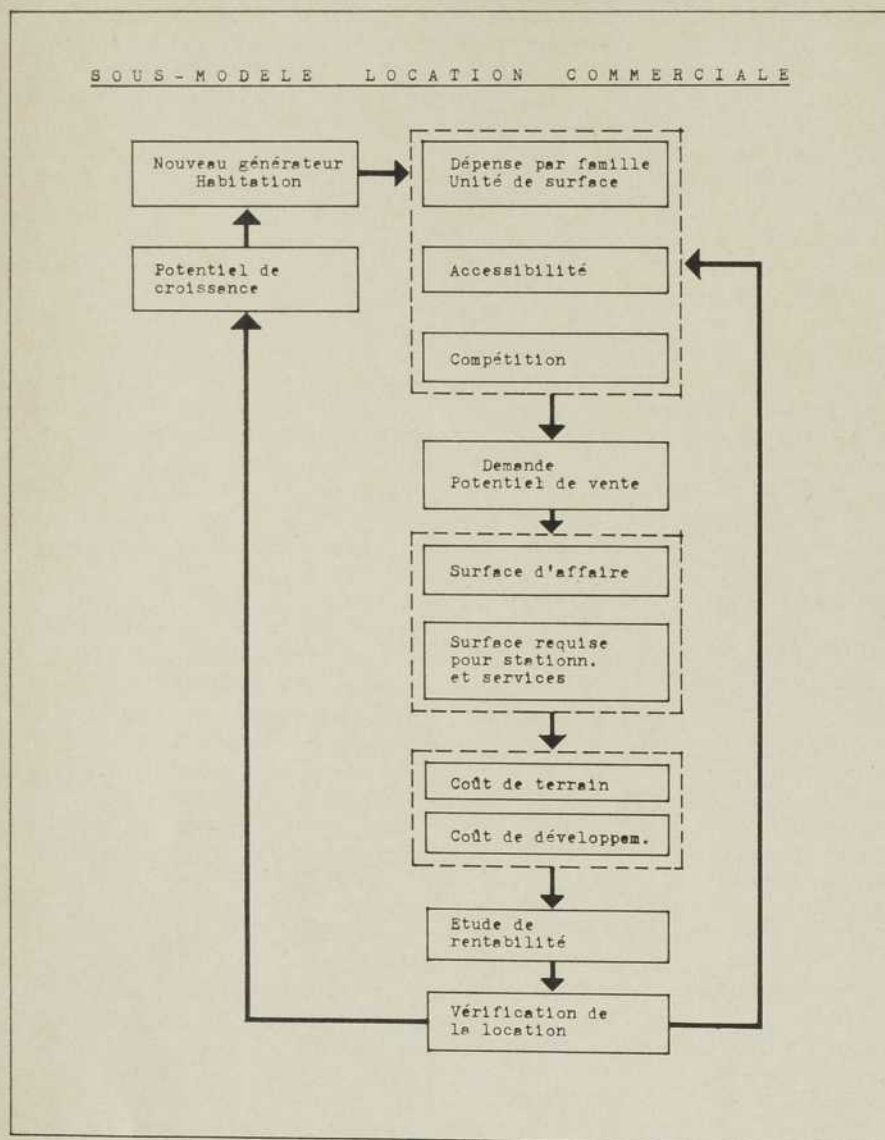 SOUS-MODELE LOCATION COMMERCIALE
Nouveau générateur
Habitation
Dépense par famille
Unité de surface
Potentiel de
croissance
Accessibilité
Compétition
Demande
Potentiel de vente
Surface d'affaire
Surface requise
pour stationn.
et services
Coût de terrain
Coût de développem.
Etude de
rentabilité
Vérification de
la location